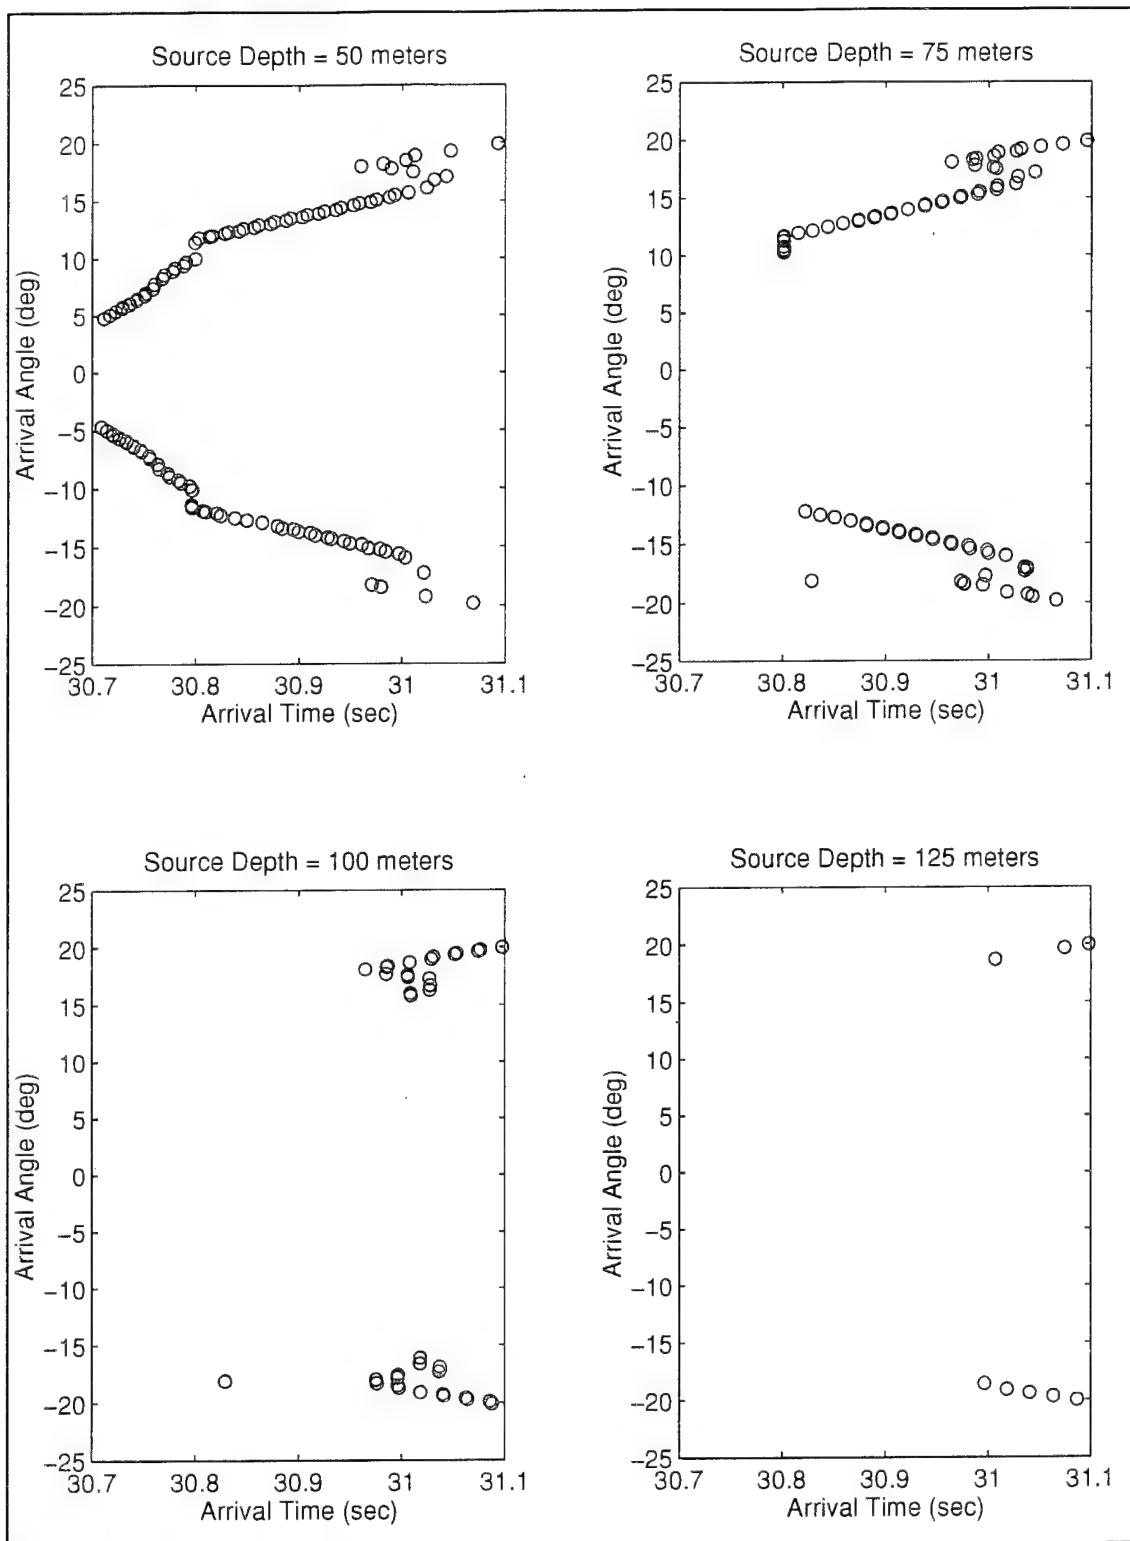 Source Depth = 50 meters
25
20
15
10
5
0
−5
−10
−15
−20
−25
Arrival Angle (deg)
30.7 30.8 30.9 31 31.1
Arrival Time (sec)
Source Depth = 75 meters
25
20
15
10
5
0
−5
−10
−15
−20
−25
Arrival Angle (deg)
30.7 30.8 30.9 31 31.1
Arrival Time (sec)
Source Depth = 100 meters
25
20
15
10
5
0
−5
−10
−15
−20
−25
Arrival Angle (deg)
30.7 30.8 30.9 31 31.1
Arrival Time (sec)
Source Depth = 125 meters
25
20
15
10
5
0
−5
−10
−15
−20
−25
Arrival Angle (deg)
30.7 30.8 30.9 31 31.1
Arrival Time (sec)